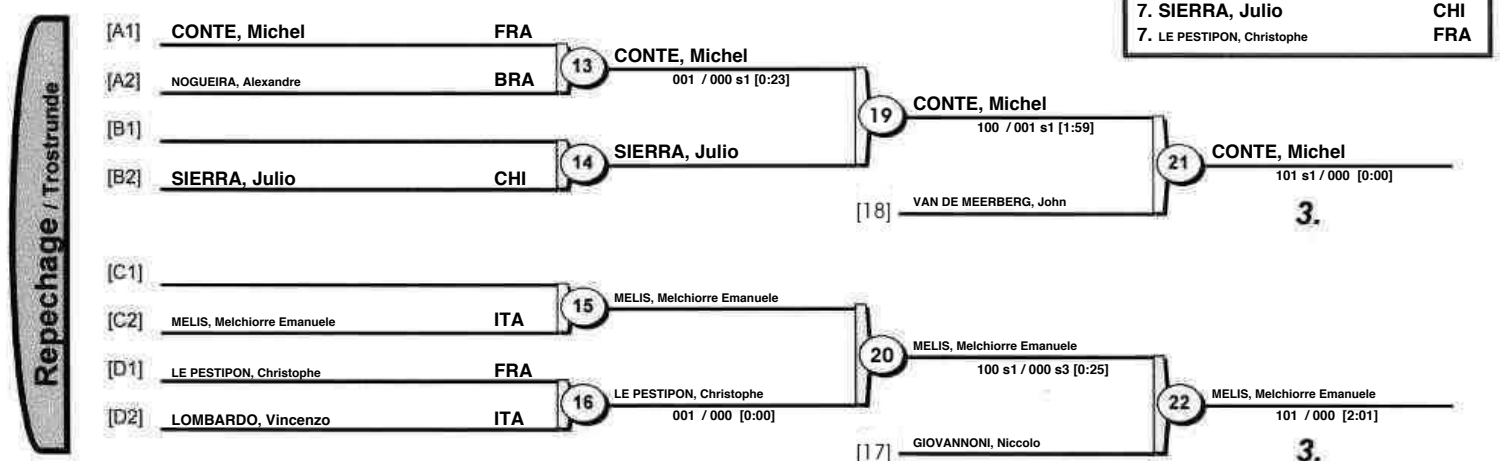 7. SIERRA, Julio CHI
7. LE PESTIPON, Christophe FRA
Repechage / Trostrunde
[A1] CONTE, Michel FRA
[A2] NOGUEIRA, Alexandre BRA
[B1]
[B2] SIERRA, Julio CHI
[C1]
[C2] MELIS, Melchiorre Emanuele ITA
[D1] LE PESTIPON, Christophe FRA
[D2] LOMBARDO, Vincenzo ITA
13 CONTE, Michel
001 / 000 s1 [0:23]
14 SIERRA, Julio
15 MELIS, Melchiorre Emanuele
16 LE PESTIPON, Christophe
001 / 000 [0:00]
19 CONTE, Michel
100 / 001 s1 [1:59]
[18] VAN DE MEERBERG, John
20 MELIS, Melchiorre Emanuele
100 s1 / 000 s3 [0:25]
[17] GIOVANNONI, Niccolo
21 CONTE, Michel
101 s1 / 000 [0:00]
3.
22 MELIS, Melchiorre Emanuele
101 / 000 [2:01]
3.